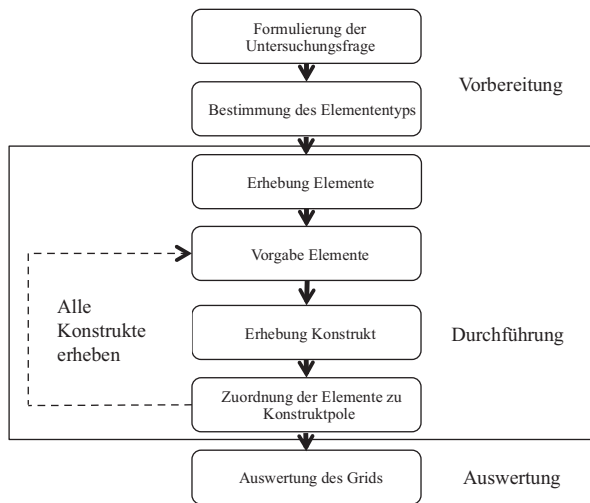 Formulierung der
Untersuchungsfrage
Vorbereitung
Bestimmung des Elemententyps
Erhebung Elemente
Vorgabe Elemente
Alle
Konstrukte
erheben
Erhebung Konstrukt
Durchführung
Zuordnung der Elemente zu
Konstruktpole
Auswertung des Grids
Auswertung